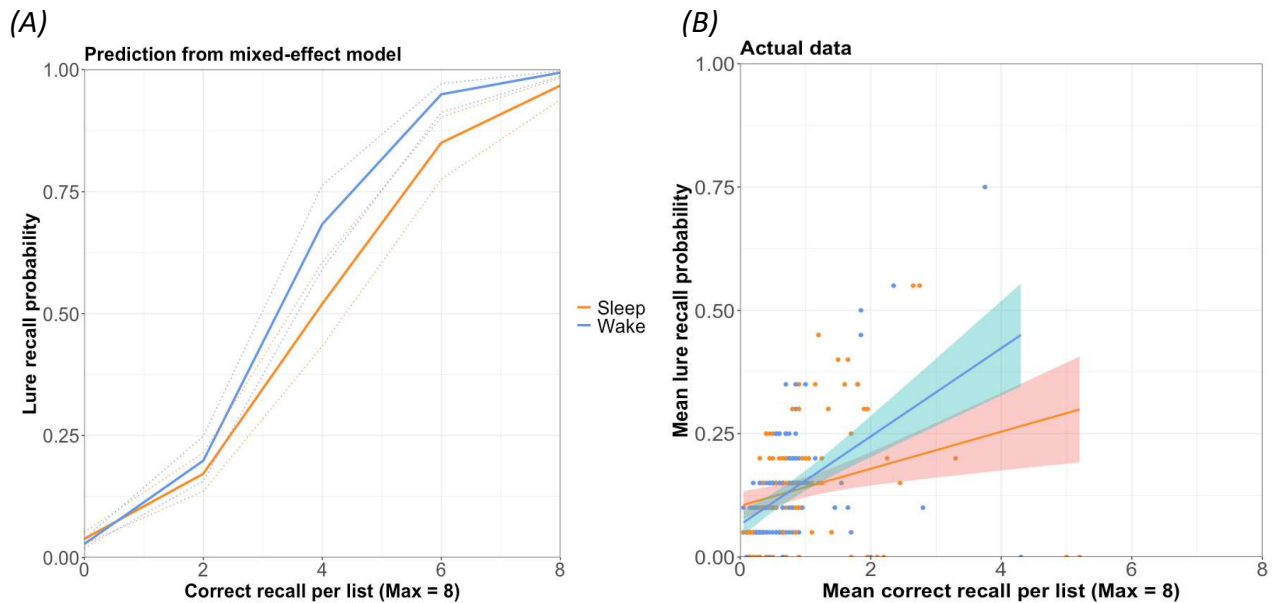 (A)
Prediction from mixed-effect model
1.00
0.75
0.50
0.25
0.00
Lure recall probability
0 2 4 6 8
Correct recall per list (Max = 8)
Sleep
Wake
(B)
Actual data
1.00
0.75
0.50
0.25
0.00
Mean lure recall probability
0 2 4 6 8
Mean correct recall per list (Max = 8)